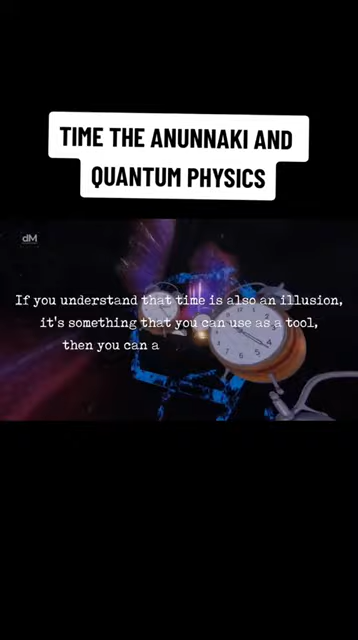 TIME THE ANUNNAKI AND
QUANTUM PHYSICS
dM
If you understand that time is also an illusion,
it's something that you can use as a tool,
then you can a